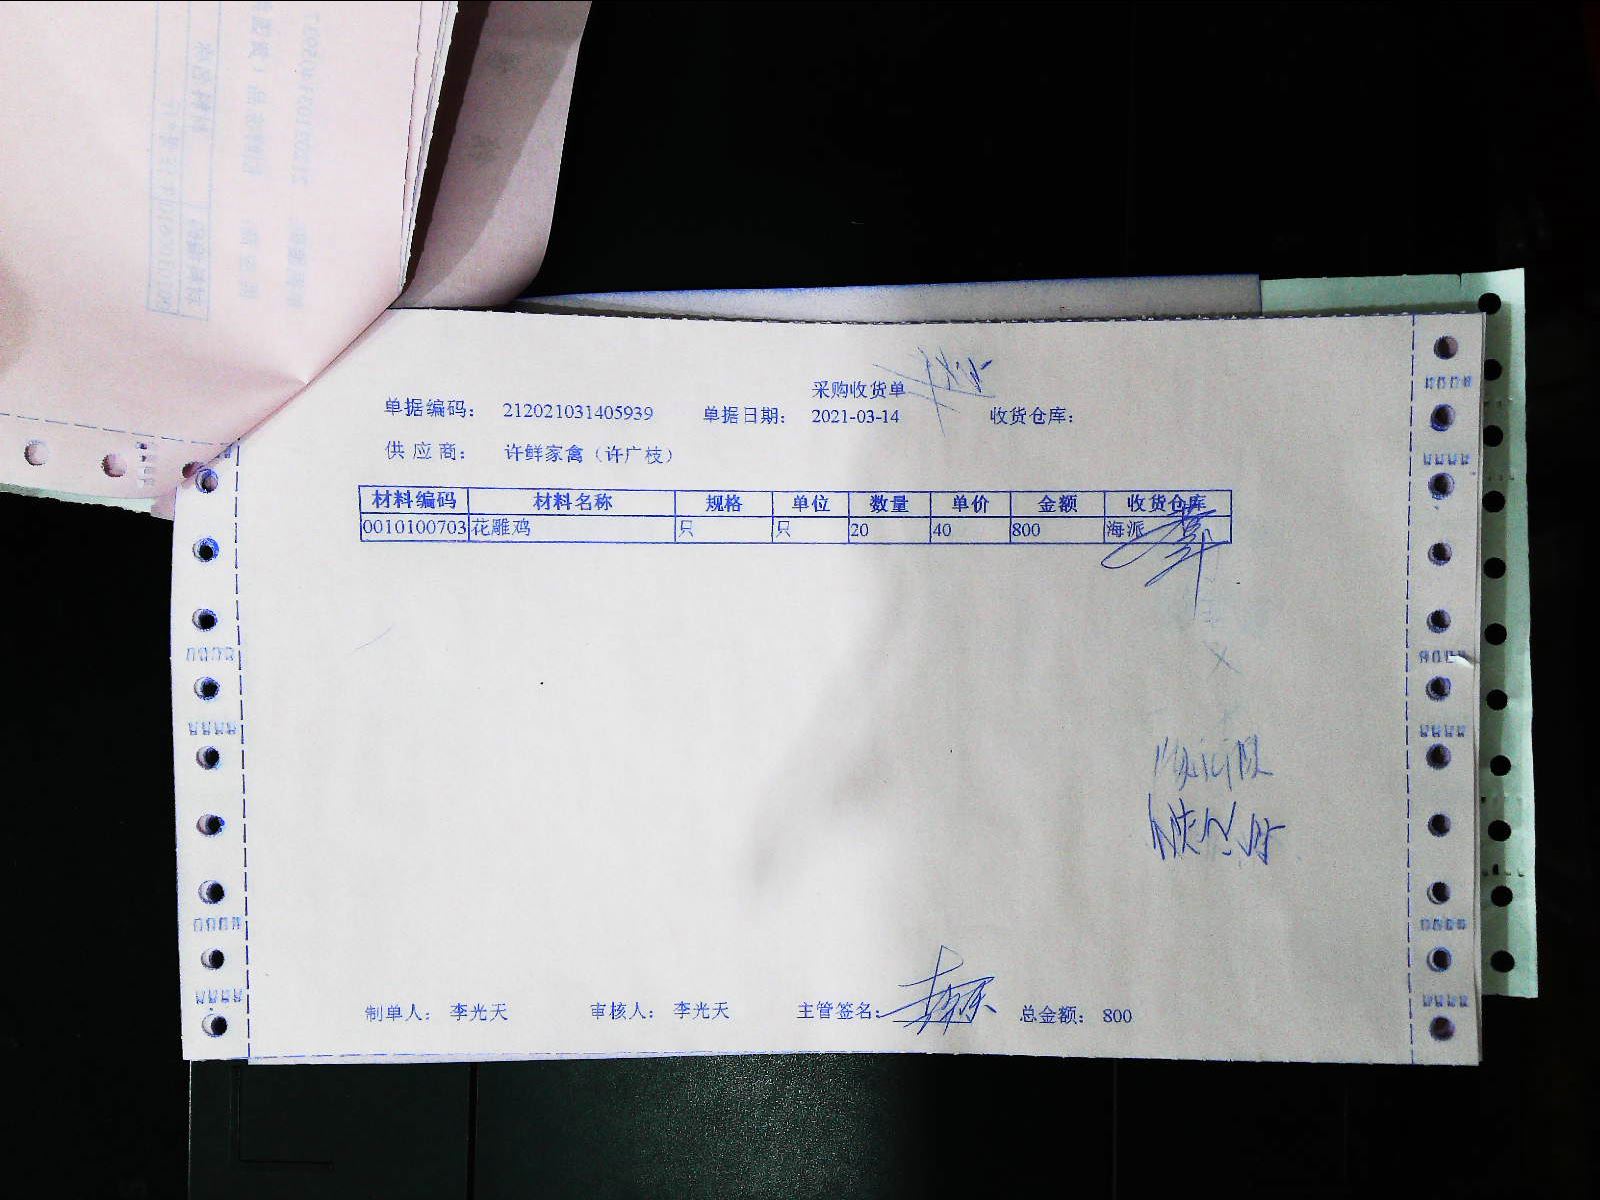 采购收货单
单据编码： 212021031405939 单据日期： 2021-03-14 收货仓库：
供 应 商： 许鲜家禽（许广枝）
材料编码 材料名称 规格 单位 数量 单价 金额 收货仓库
0010100703 花雕鸡 只 只 20 40 800 海派
制单人： 李光天 审核人： 李光天 主管签名： 总金额： 800